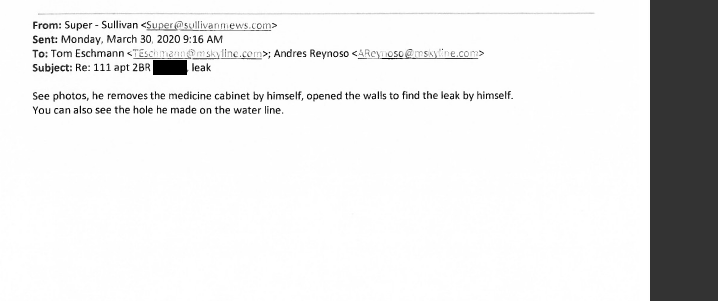 From: Super - Sullivan <Super@sullivanmews.com>
Sent: Monday, March 30, 2020 9:16 AM
To: Tom Eschmann <TEschmann@mskyline.com>; Andres Reynoso <AReynoso@mskyline.com>
Subject: Re: 111 apt 2BR leak
See photos, he removes the medicine cabinet by himself, opened the walls to find the leak by himself.
You can also see the hole he made on the water line.